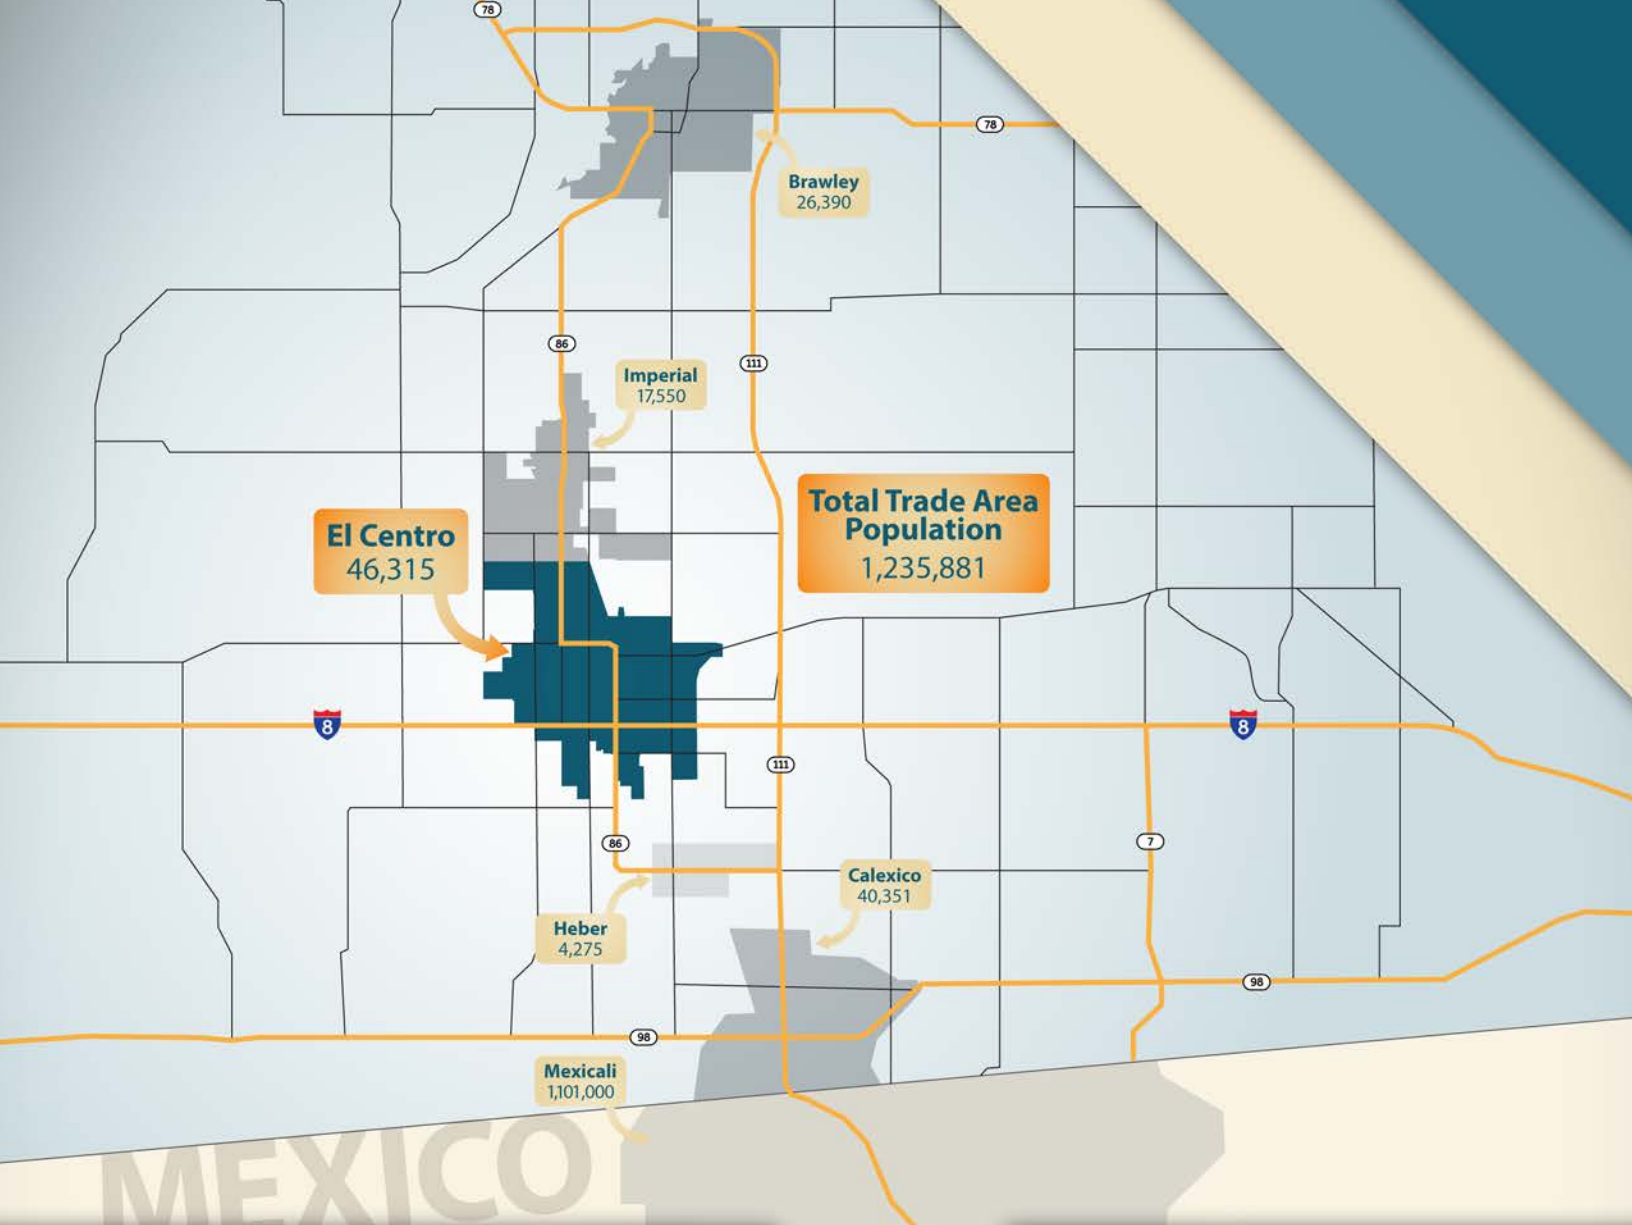 78
78
Brawley
26,390
86
111
Imperial
17,550
Total Trade Area
Population
1,235,881
El Centro
46,315
8
8
111
86
7
Calexico
40,351
Heber
4,275
98
98
Mexicali
1,101,000
MEXICO